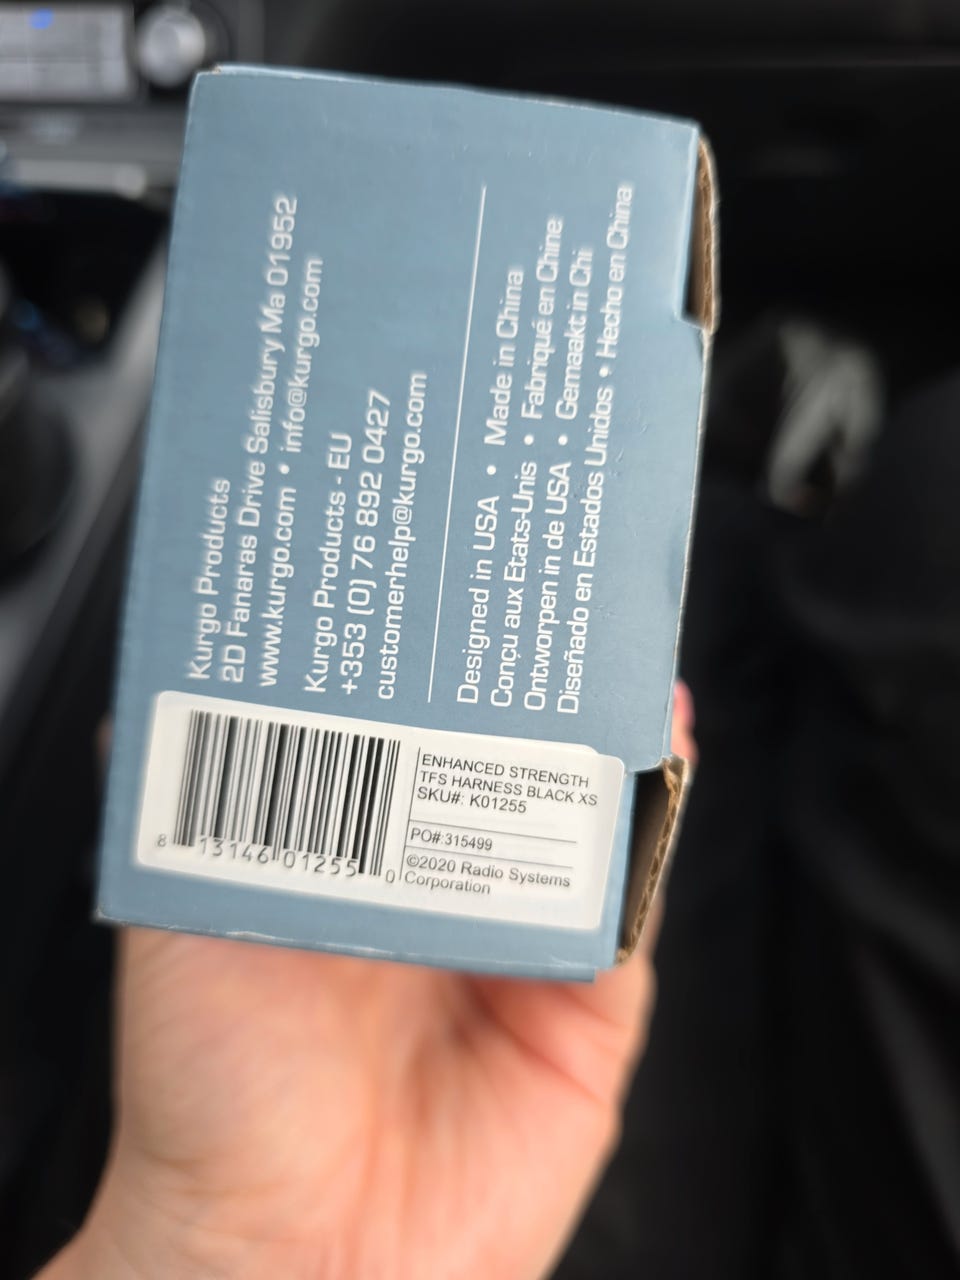 Kurgo Products
2D Fanaras Drive Salisbury Ma 01952
www.kurgo.com • info@kurgo.com
Kurgo Products - EU
+353 (0) 76 892 0427
customerhelp@kurgo.com
Designed in USA • Made in China
Conçu aux Etats-Unis • Fabriqué en Chine
Ontworpen in de USA • Gemaakt in Chi
Diseñado en Estados Unidos • Hecho en China
8 13146 01255 0
ENHANCED STRENGTH
TFS HARNESS BLACK XS
SKU#: K01255
PO#:315499
©2020 Radio Systems
Corporation